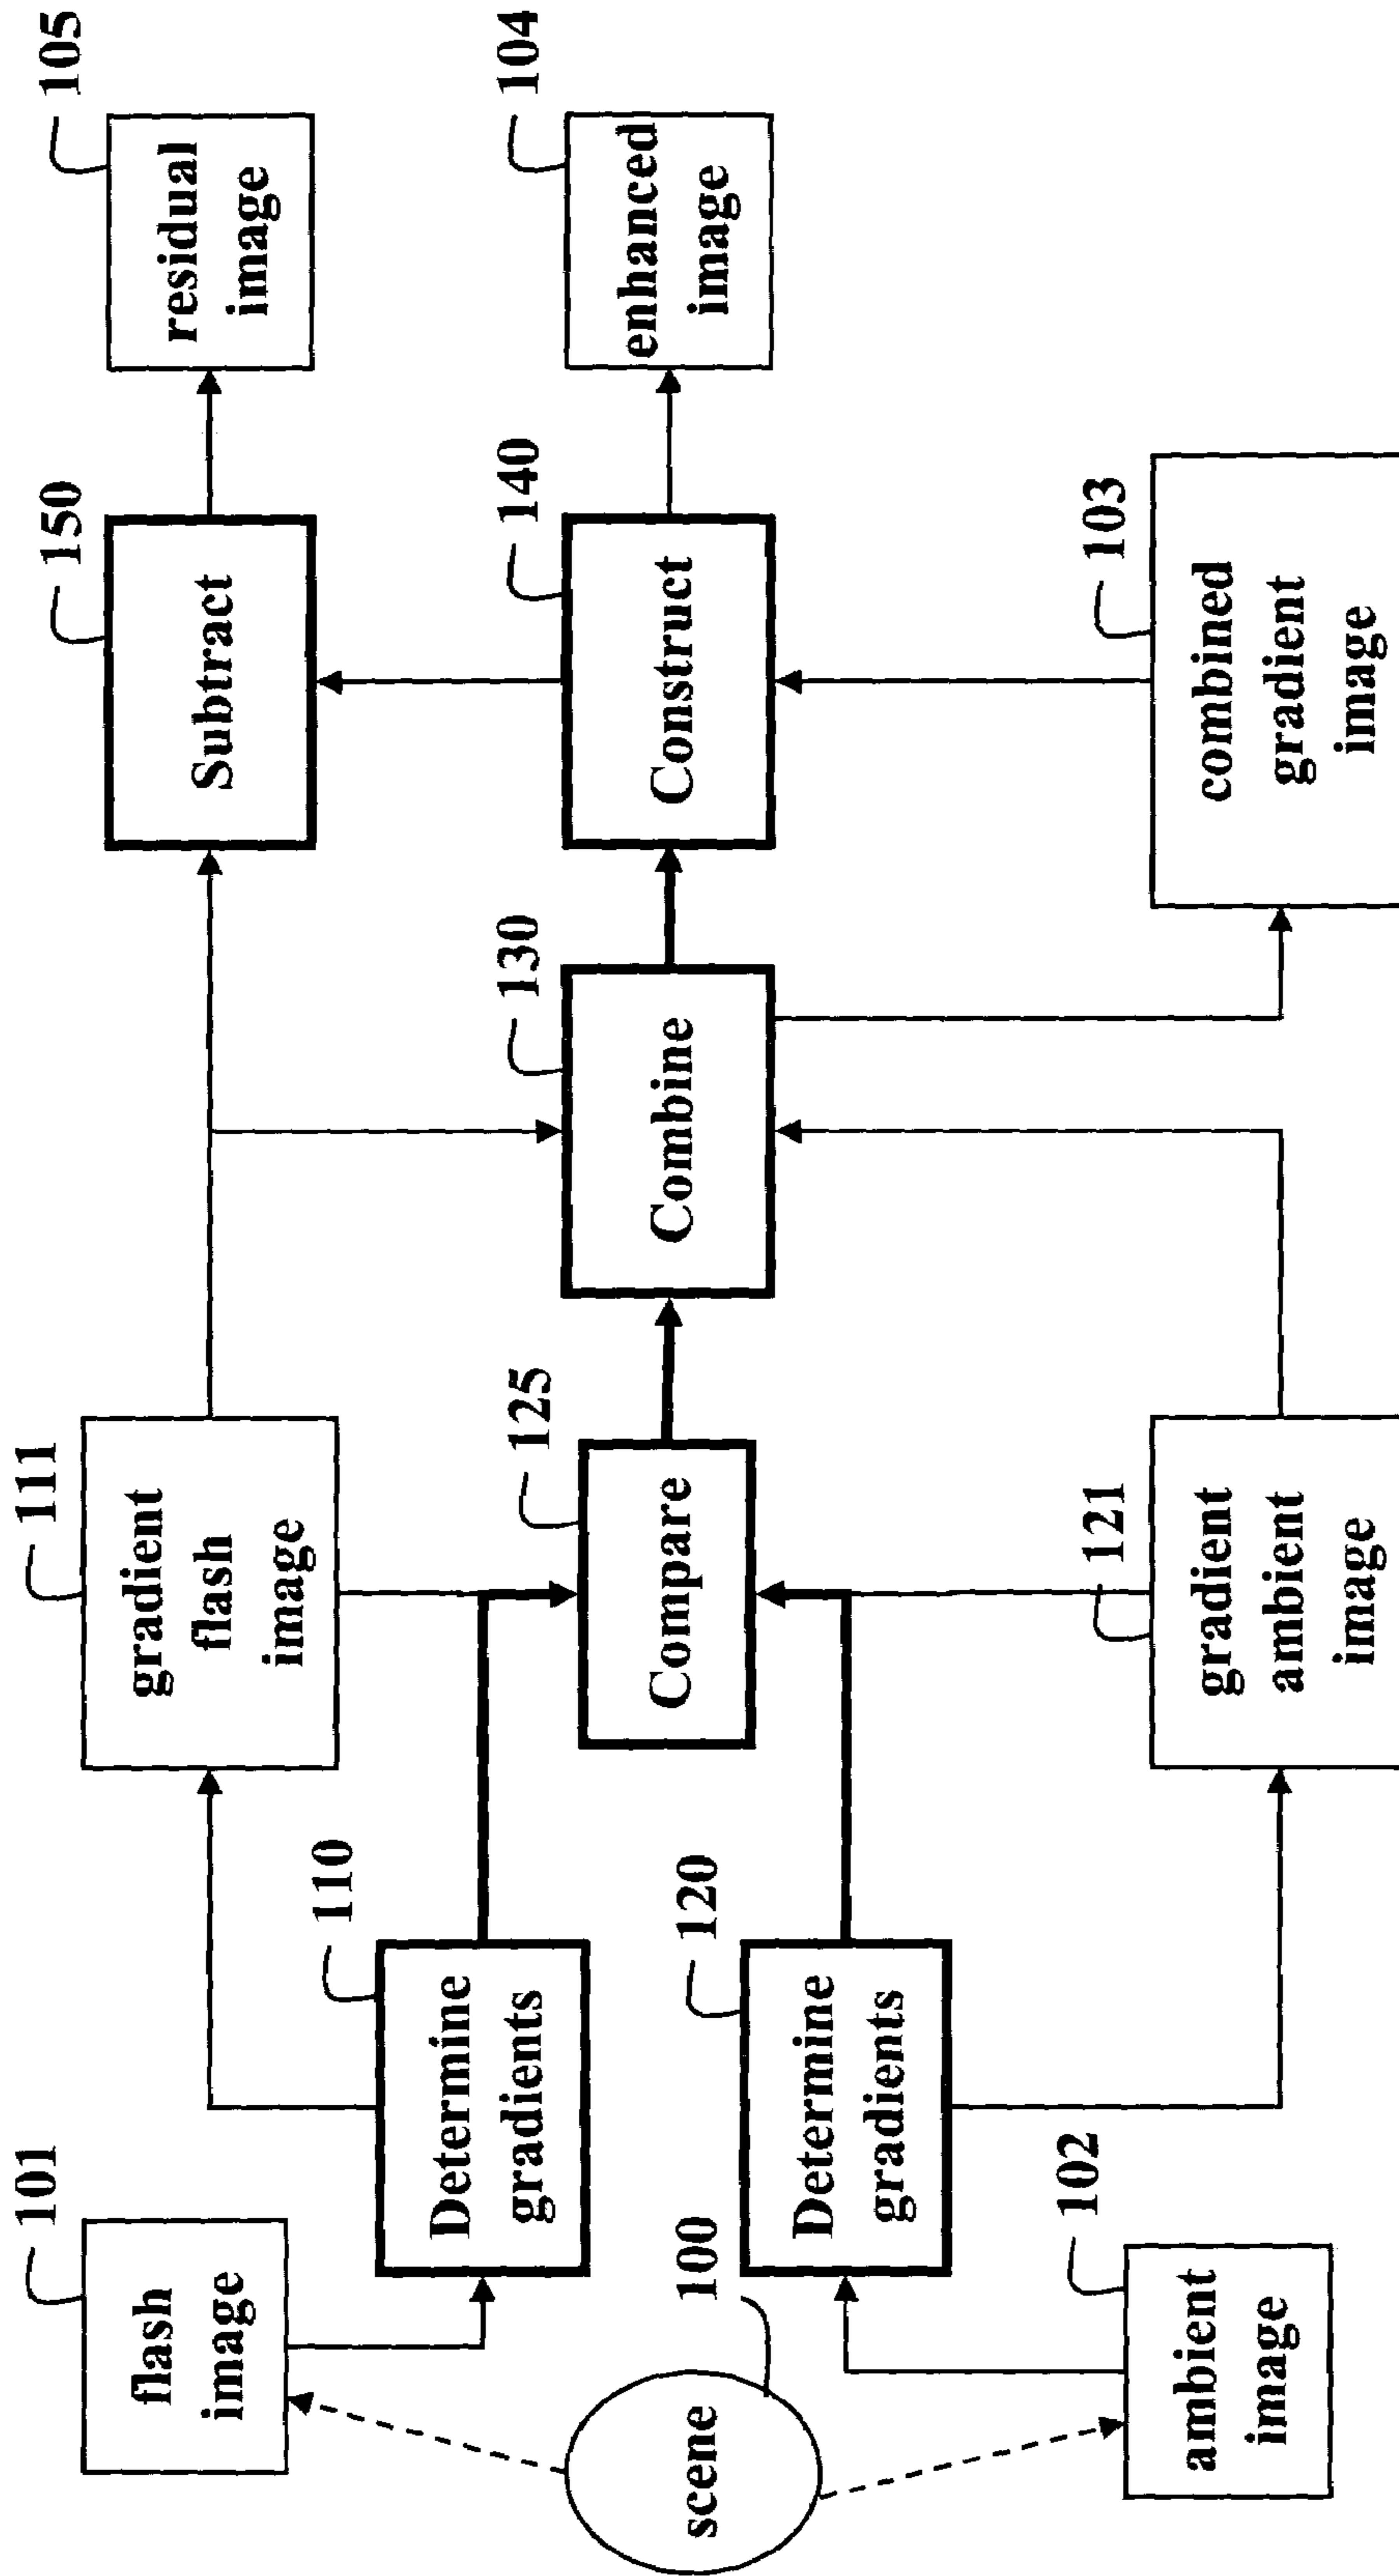 101
flash
image
scene
100
102
ambient
image
110
Determine
gradients
120
Determine
gradients
111
gradient
flash
image
125
Compare
121
gradient
ambient
image
130
Combine
150
Subtract
140
Construct
103
combined
gradient
image
105
residual
image
104
enhanced
image